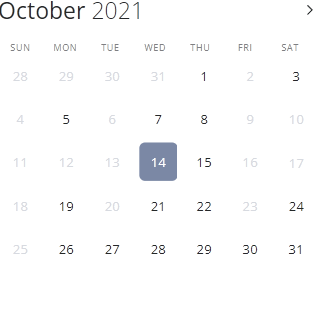 October 2021
SUN MON TUE WED THU FRI SAT
28 29 30 31 1 2 3
4 5 6 7 8 9 10
11 12 13 14 15 16 17
18 19 20 21 22 23 24
25 26 27 28 29 30 31